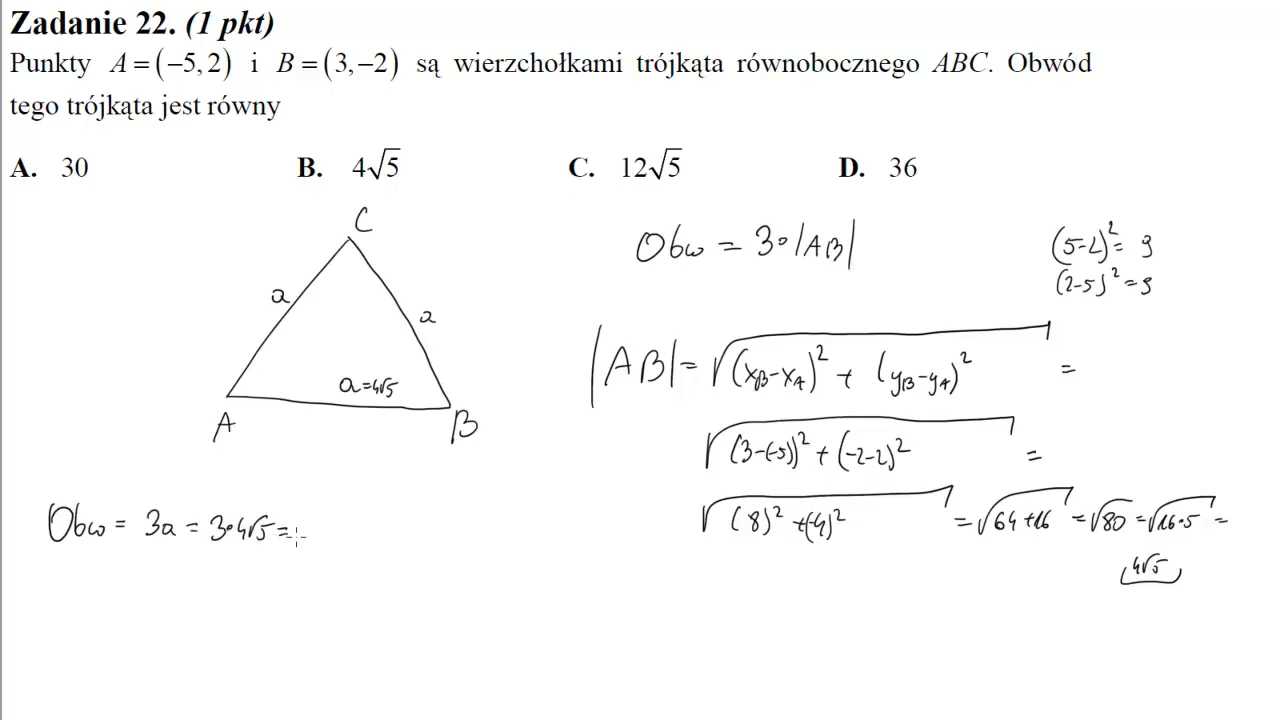 Zadanie 22. (1 pkt)
Punkty A = (−5, 2) i B = (3, −2) są wierzchołkami trójkąta równobocznego ABC. Obwód
tego trójkąta jest równy
A. 30 B. 4√5 C. 12√5 D. 36
C
a
a
a=4√5
A
B
Obw = 3a = 3·4√5 =
Obw = 3·|AB|
(5-2)² = 9
(2-5)² = 9
|AB| = √((x_B-x_A)² + (y_B-y_A)²) =
√((3-(-5))² + (-2-2)²) =
√((8)² + (-4)²) = √(64+16) = √80 = √(16·5) =
4√5